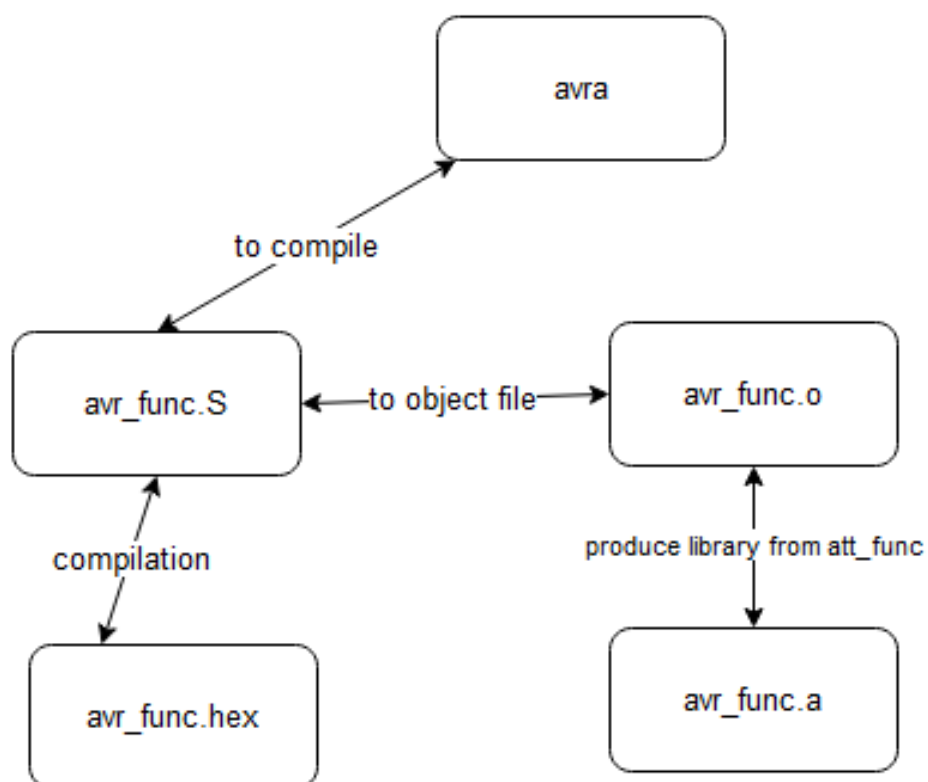 avra
to compile
avr_func.S
to object file
avr_func.o
compilation
produce library from att_func
avr_func.hex
avr_func.a